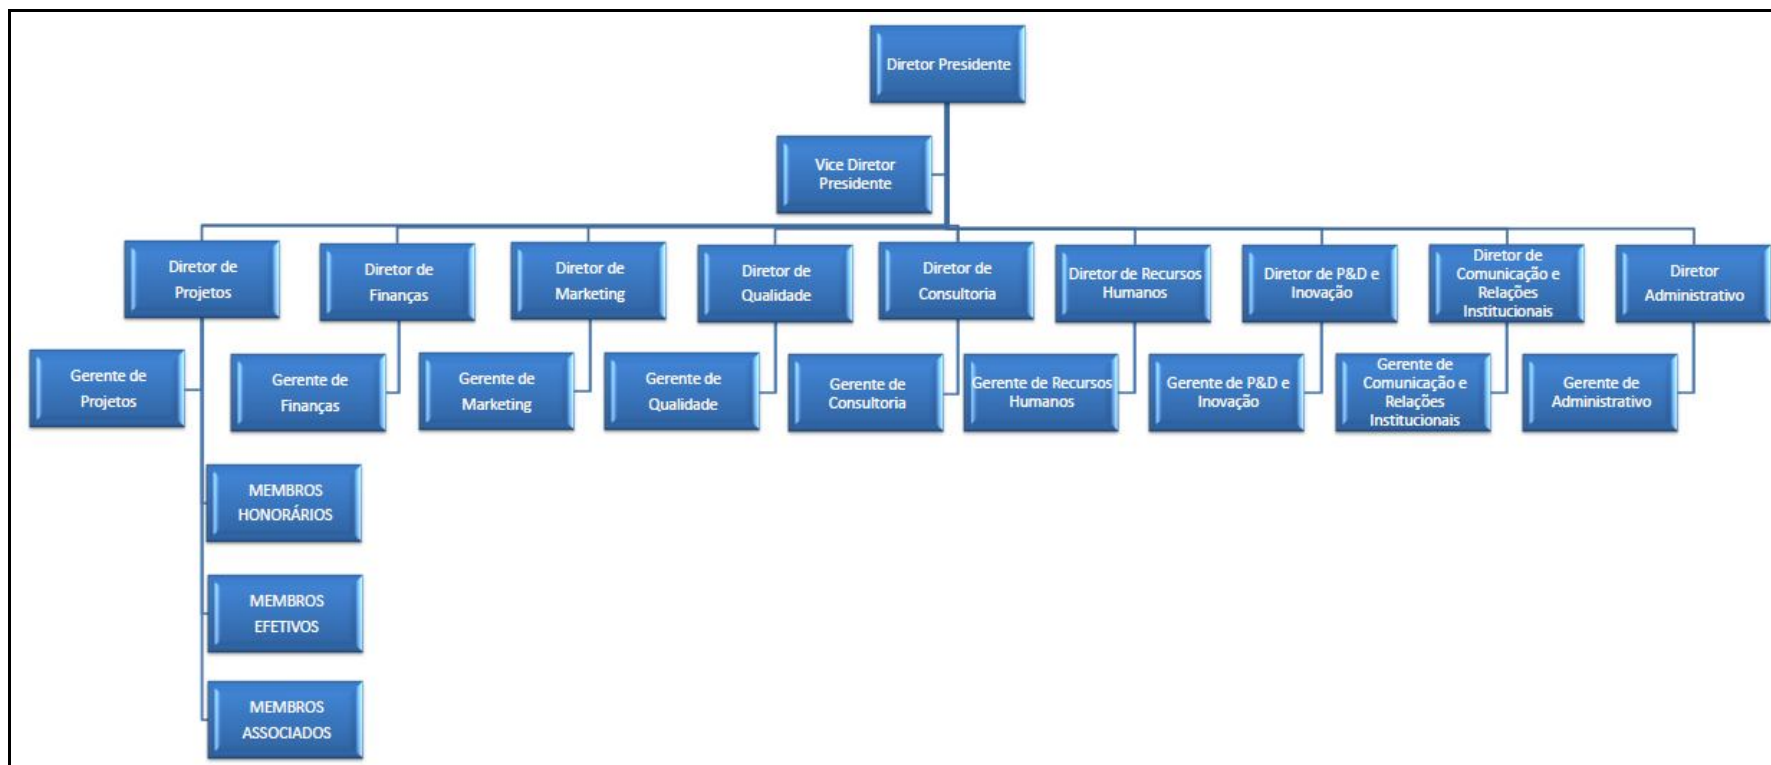 Diretor Presidente
Vice Diretor
Presidente
Diretor de
Projetos
Diretor de
Finanças
Diretor de
Marketing
Diretor de
Qualidade
Diretor de
Consultoria
Diretor de Recursos
Humanos
Diretor de P&D e
Inovação
Diretor de
Comunicação e
Relações
Institucionais
Diretor
Administrativo
Gerente de
Projetos
Gerente de
Finanças
Gerente de
Marketing
Gerente de
Qualidade
Gerente de
Consultoria
Gerente de Recursos
Humanos
Gerente de P&D e
Inovação
Gerente de
Comunicação e
Relações
Institucionais
Gerente de
Administrativo
MEMBROS
HONORÁRIOS
MEMBROS
EFETIVOS
MEMBROS
ASSOCIADOS